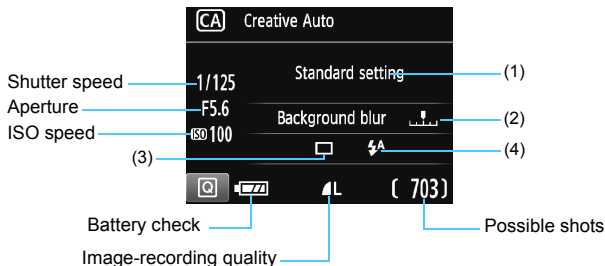 CA Creative Auto
Shutter speed 1/125 Standard setting (1)
Aperture F5.6 Background blur (2)
ISO speed ISO 100
(3) A (4)
Q L ( 703)
Battery check Possible shots
Image-recording quality